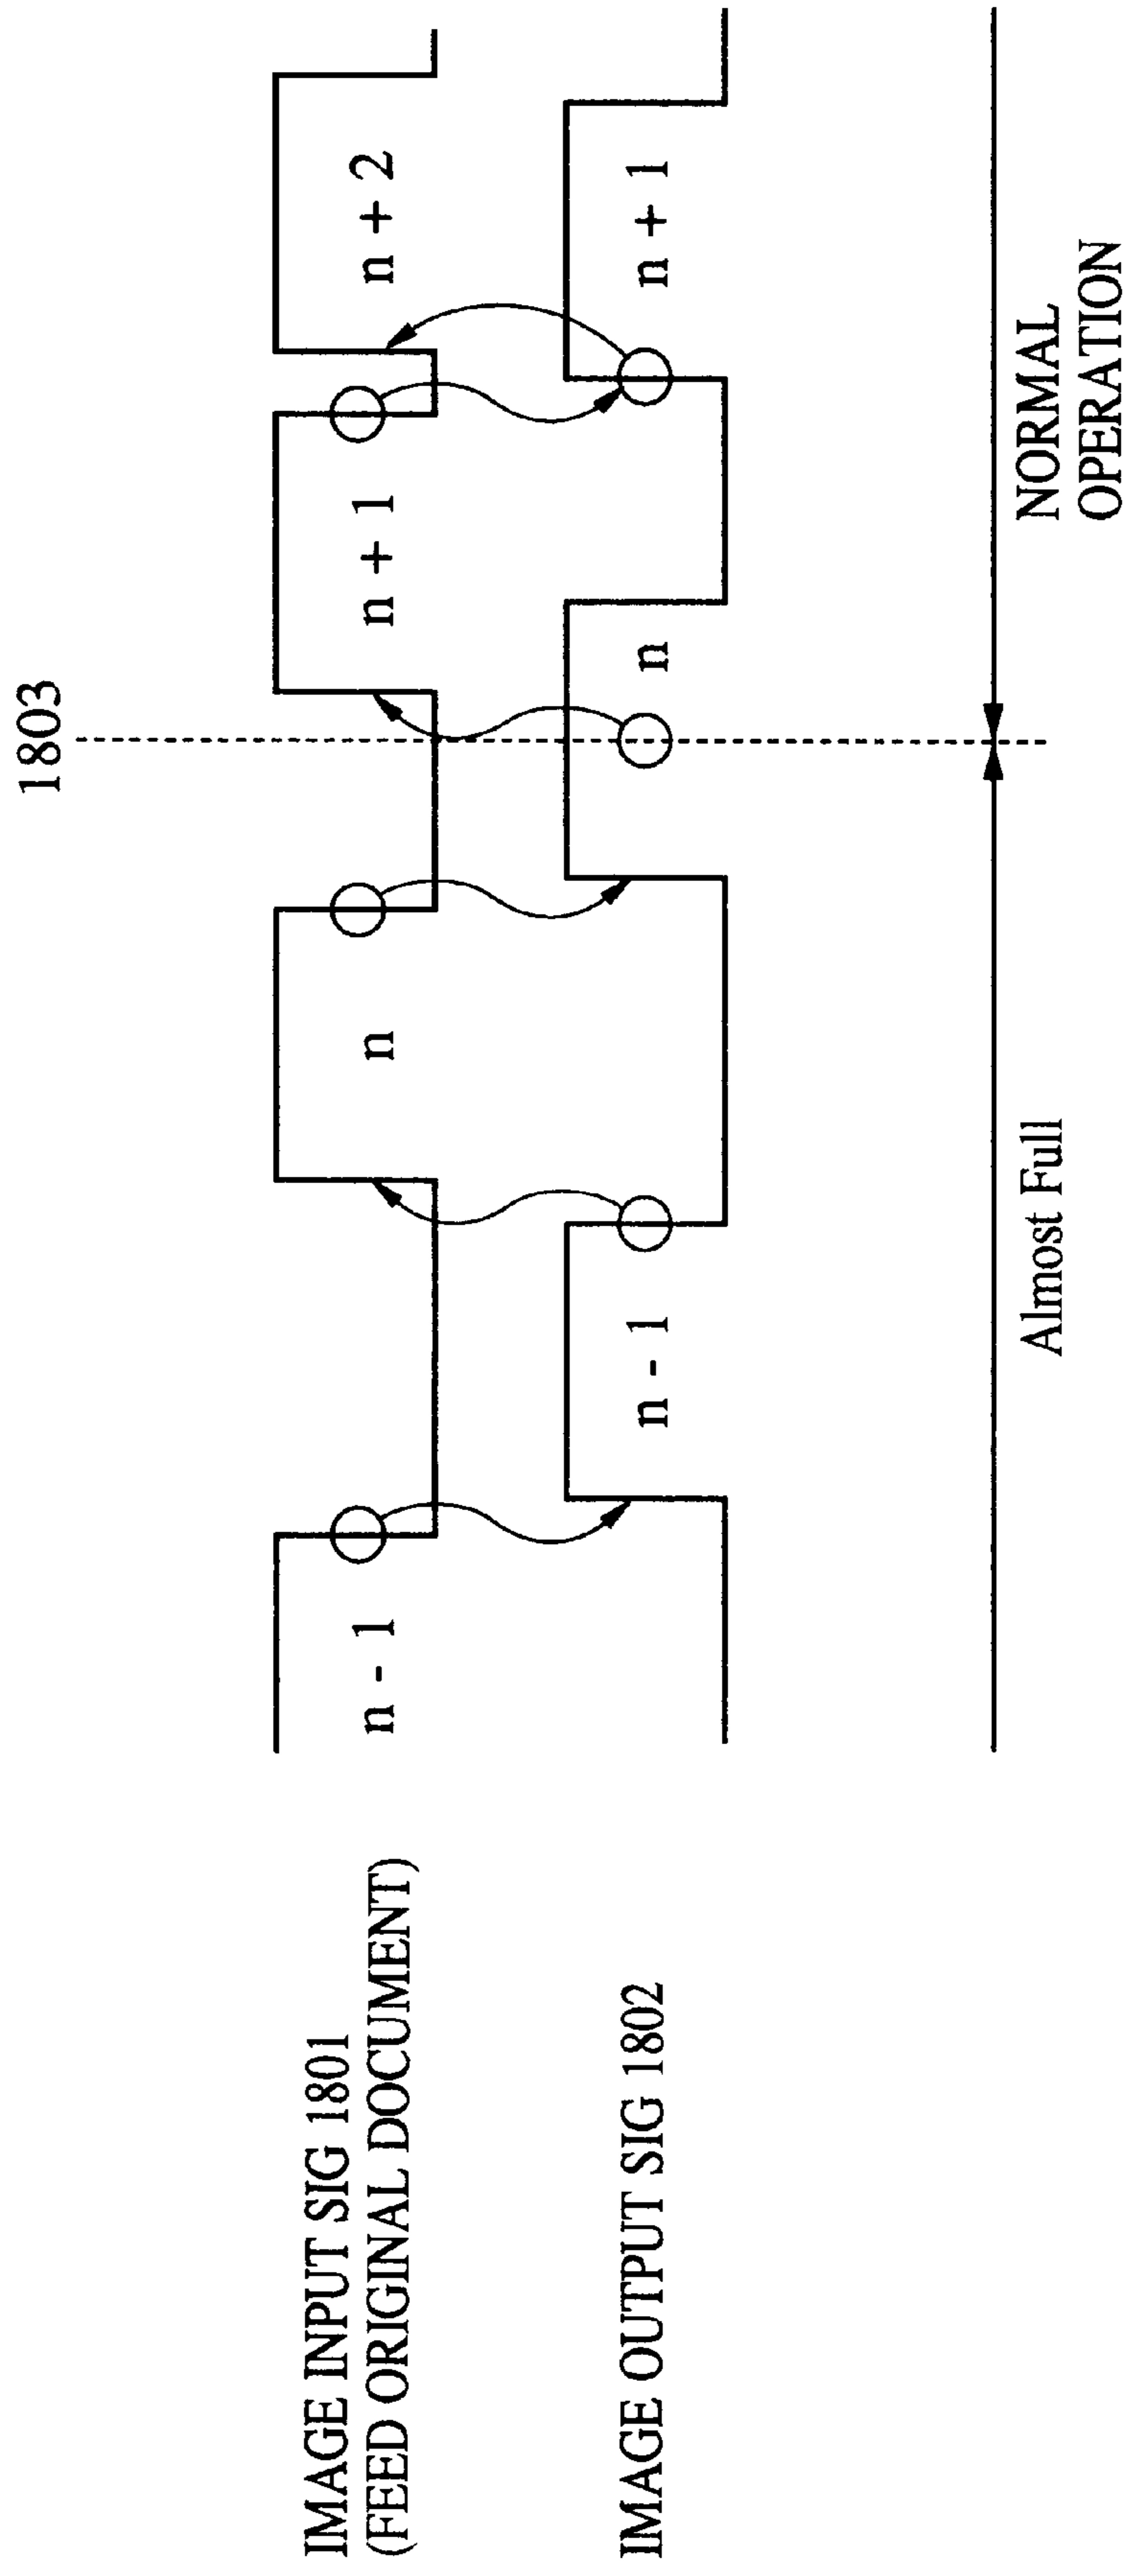 1803
IMAGE INPUT SIG 1801
(FEED ORIGINAL DOCUMENT)
n - 1
n
n + 1
n + 2
IMAGE OUTPUT SIG 1802
n - 1
n
n + 1
Almost Full
NORMAL
OPERATION